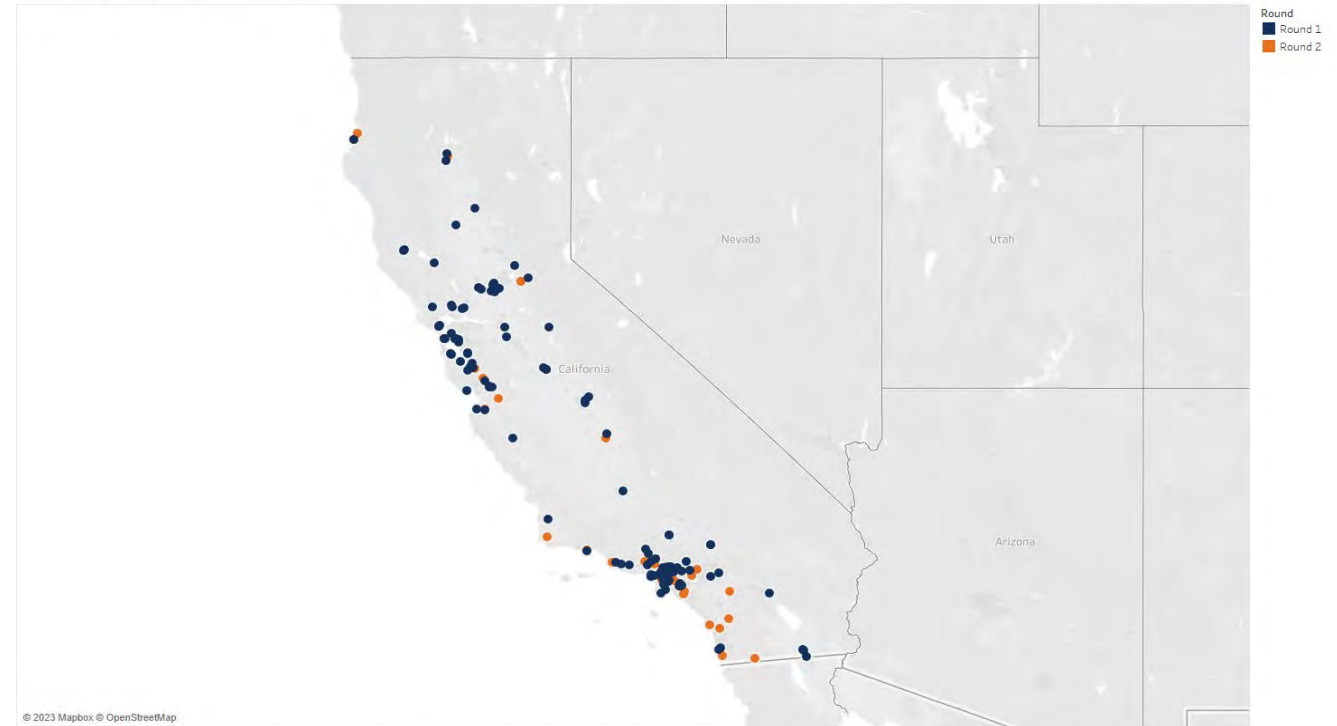 Round
Round 1
Round 2
Nevada
Utah
California
Arizona
© 2023 Mapbox © OpenStreetMap